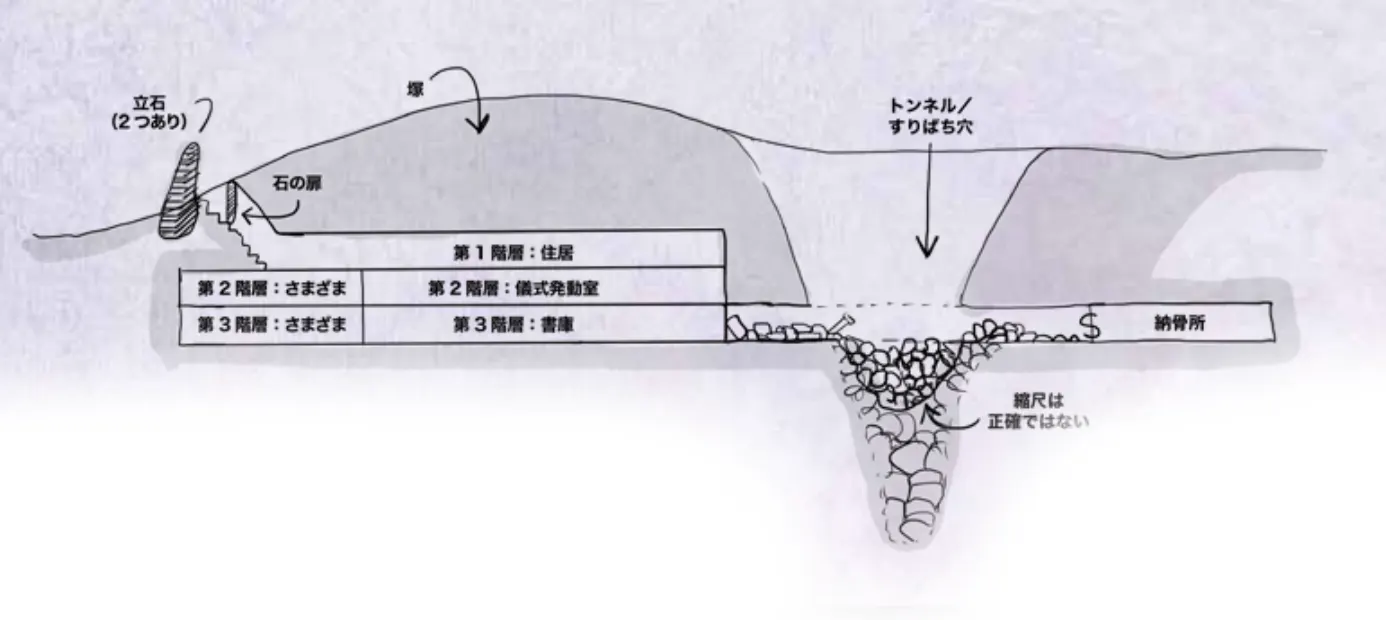 立石
(2つあり)
塚
トンネル／
すりばち穴
石の扉
第1階層：住居
第2階層：さまざま
第2階層：儀式発動室
第3階層：さまざま
第3階層：書庫
納骨所
縮尺は
正確ではない